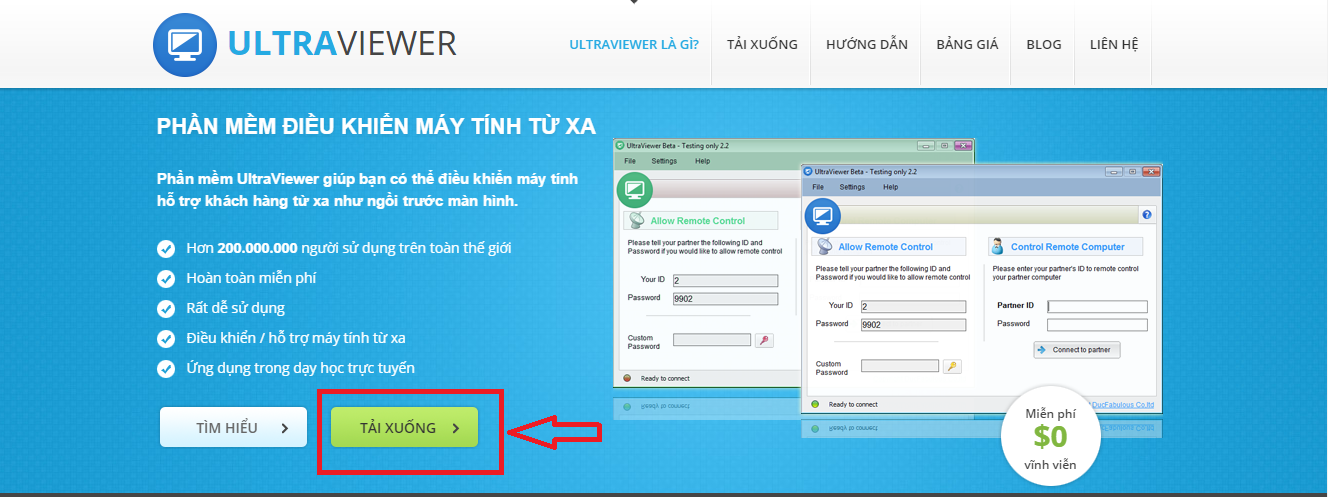 ULTRAVIEWER
ULTRAVIEWER LÀ GÌ?
TẢI XUỐNG
HƯỚNG DẪN
BẢNG GIÁ
BLOG
LIÊN HỆ
PHẦN MỀM ĐIỀU KHIỂN MÁY TÍNH TỪ XA
Phần mềm UltraViewer giúp bạn có thể điều khiển máy tính
hỗ trợ khách hàng từ xa như ngồi trước màn hình.
Hơn 200.000.000 người sử dụng trên toàn thế giới
Hoàn toàn miễn phí
Rất dễ sử dụng
Điều khiển / hỗ trợ máy tính từ xa
Ứng dụng trong dạy học trực tuyến
TÌM HIỂU
TẢI XUỐNG
UltraViewer Beta - Testing only 2.2
File Settings Help
Allow Remote Control
Please tell your partner the following ID and
Password if you would like to allow remote control
Your ID 2
Password 9902
Custom
Password
Ready to connect
Ready to connect
UltraViewer Beta - Testing only 2.2
File Settings Help
Allow Remote Control
Please tell your partner the following ID and
Password if you would like to allow remote control
Your ID 2
Password 9902
Custom
Password
Control Remote Computer
Please enter your partner's ID to remote control
your partner computer
Partner ID
Password
Connect to partner
Ready to connect
DucFabulous Co.ltd
Ready to connect
Miễn phí
$0
vĩnh viễn